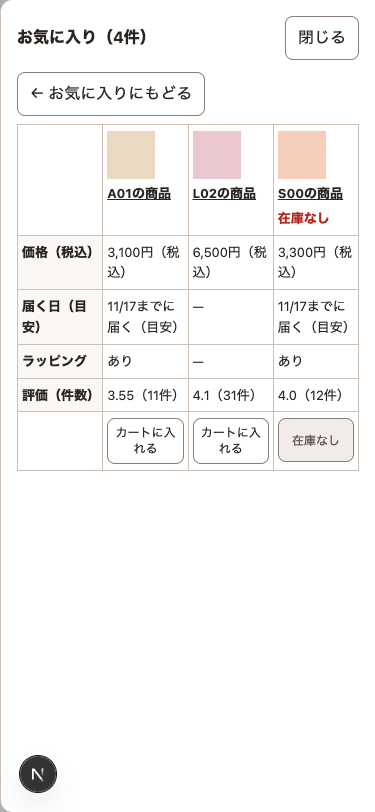 お気に入り（4件）
閉じる
← お気に入りにもどる
A01の商品
L02の商品
S00の商品
在庫なし
価格（税込）
3,100円（税
込）
6,500円（税
込）
3,300円（税
込）
届く日（目
安）
11/17までに
届く（目安）
—
11/17までに
届く（目安）
ラッピング
あり
—
あり
評価（件数）
3.55（11件）
4.1（31件）
4.0（12件）
カートに入
れる
カートに入
れる
在庫なし
N